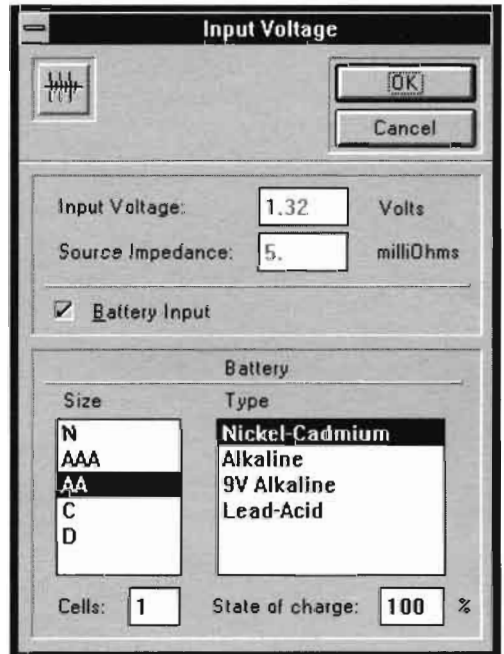 Input Voltage
OK
Cancel
Input Voltage: 1.32 Volts
Source Impedance: 5. milliOhms
Battery Input
Battery
Size
N
AAA
AA
C
D
Type
Nickel-Cadmium
Alkaline
9V Alkaline
Lead-Acid
Cells: 1 State of charge: 100 %